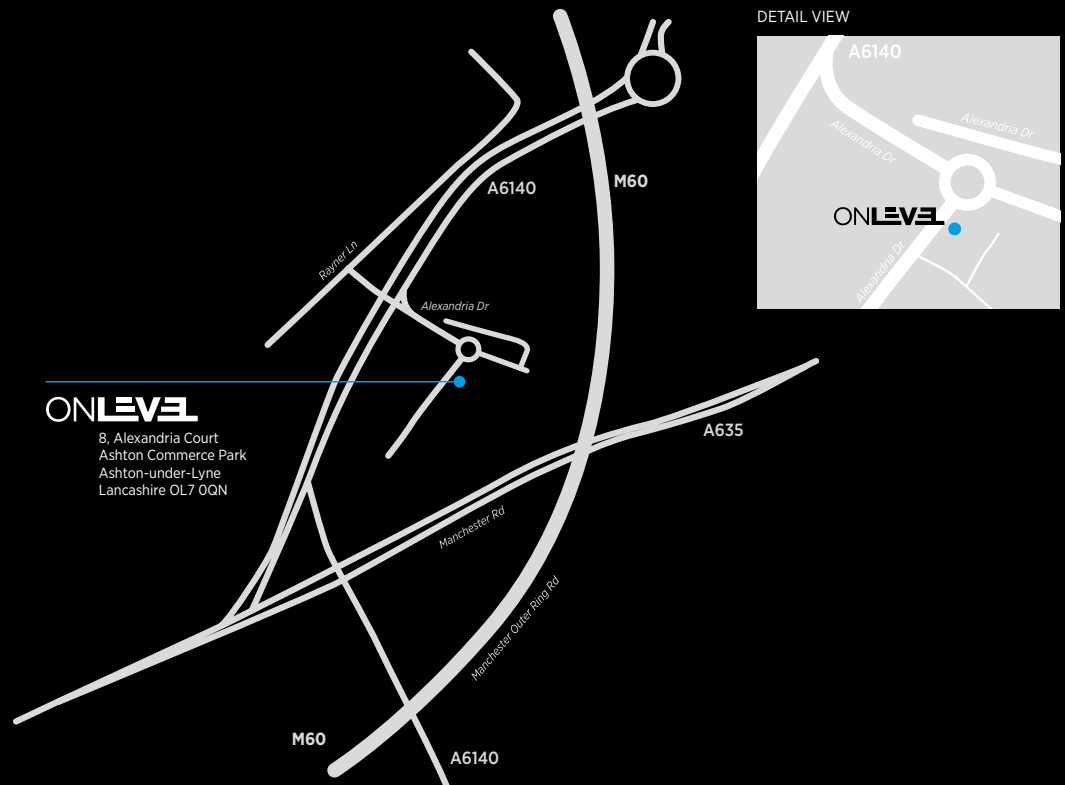 DETAIL VIEW
A6140
Alexandria Dr
Alexandria Dr
ONLEVEL
Alexandria Dr
A6140
M60
Rayner Ln
Alexandria Dr
ONLEVEL
8, Alexandria Court
Ashton Commerce Park
Ashton-under-Lyne
Lancashire OL7 0QN
A635
Manchester Rd
Manchester Outer Ring Rd
M60
A6140